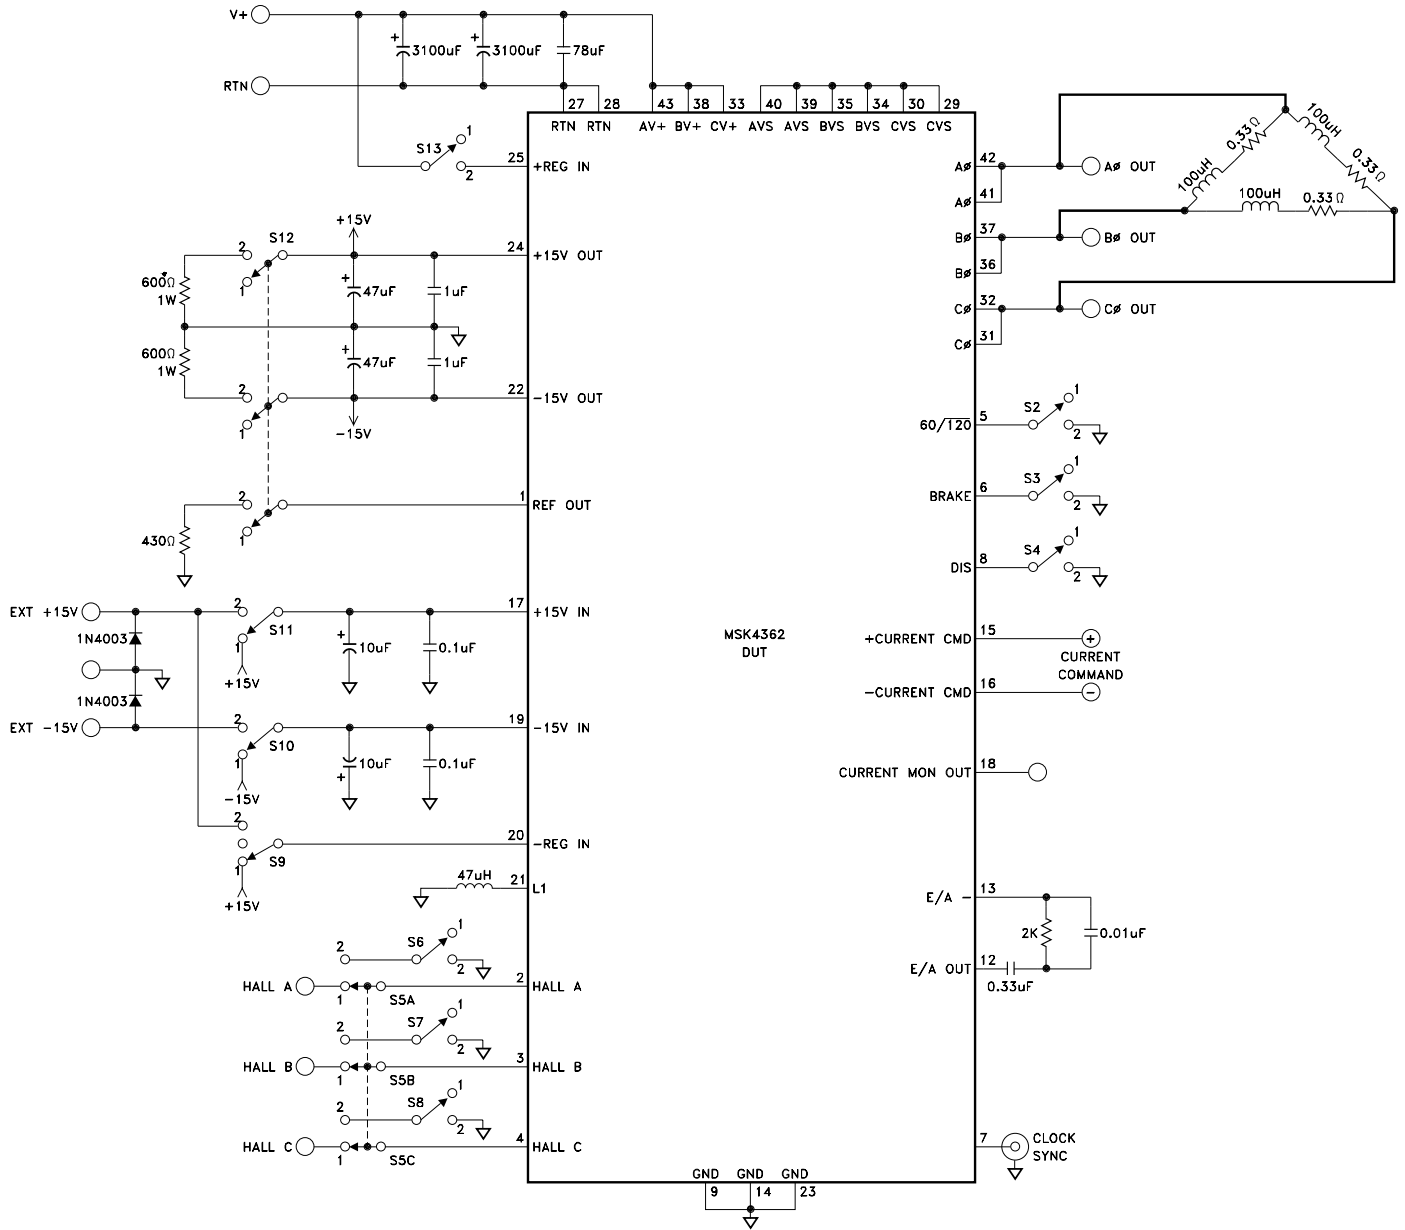 V+
+
3100uF
+
3100uF
78uF
RTN
27 28 43 38 33 40 39 35 34 30 29
RTN RTN AV+ BV+ CV+ AVS AVS BVS BVS CVS CVS
S13
1
2
25
+REG IN
+15V
2
S12
1
24
+15V OUT
600Ω
1W
+
47uF
1uF
600Ω
1W
+
47uF
1uF
2
1
22
-15V OUT
-15V
2
1
1
REF OUT
430Ω
EXT +15V
2
S11
1
+15V
17
+15V IN
1N4003
+
10uF
0.1uF
1N4003
EXT -15V
2
S10
1
-15V
19
-15V IN
10uF
+
0.1uF
2
S9
1
+15V
20
-REG IN
47uH
21
L1
S6
1
2
2
HALL A
1
S5A
2
HALL A
S7
1
2
2
HALL B
1
S5B
3
HALL B
S8
1
2
2
HALL C
1
S5C
4
HALL C
MSK4362
DUT
GND GND GND
9 14 23
AØ
42
AØ OUT
AØ
41
BØ
37
BØ OUT
BØ
36
CØ
32
CØ OUT
CØ
31
100uH
0.33Ω
100uH
0.33Ω
100uH
0.33Ω
60/120
5
S2
1
2
BRAKE
6
S3
1
2
DIS
8
S4
1
2
+CURRENT CMD
15
+
CURRENT
COMMAND
-CURRENT CMD
16
-
CURRENT MON OUT
18
E/A -
13
2K
0.01uF
E/A OUT
12
0.33uF
7
CLOCK
SYNC